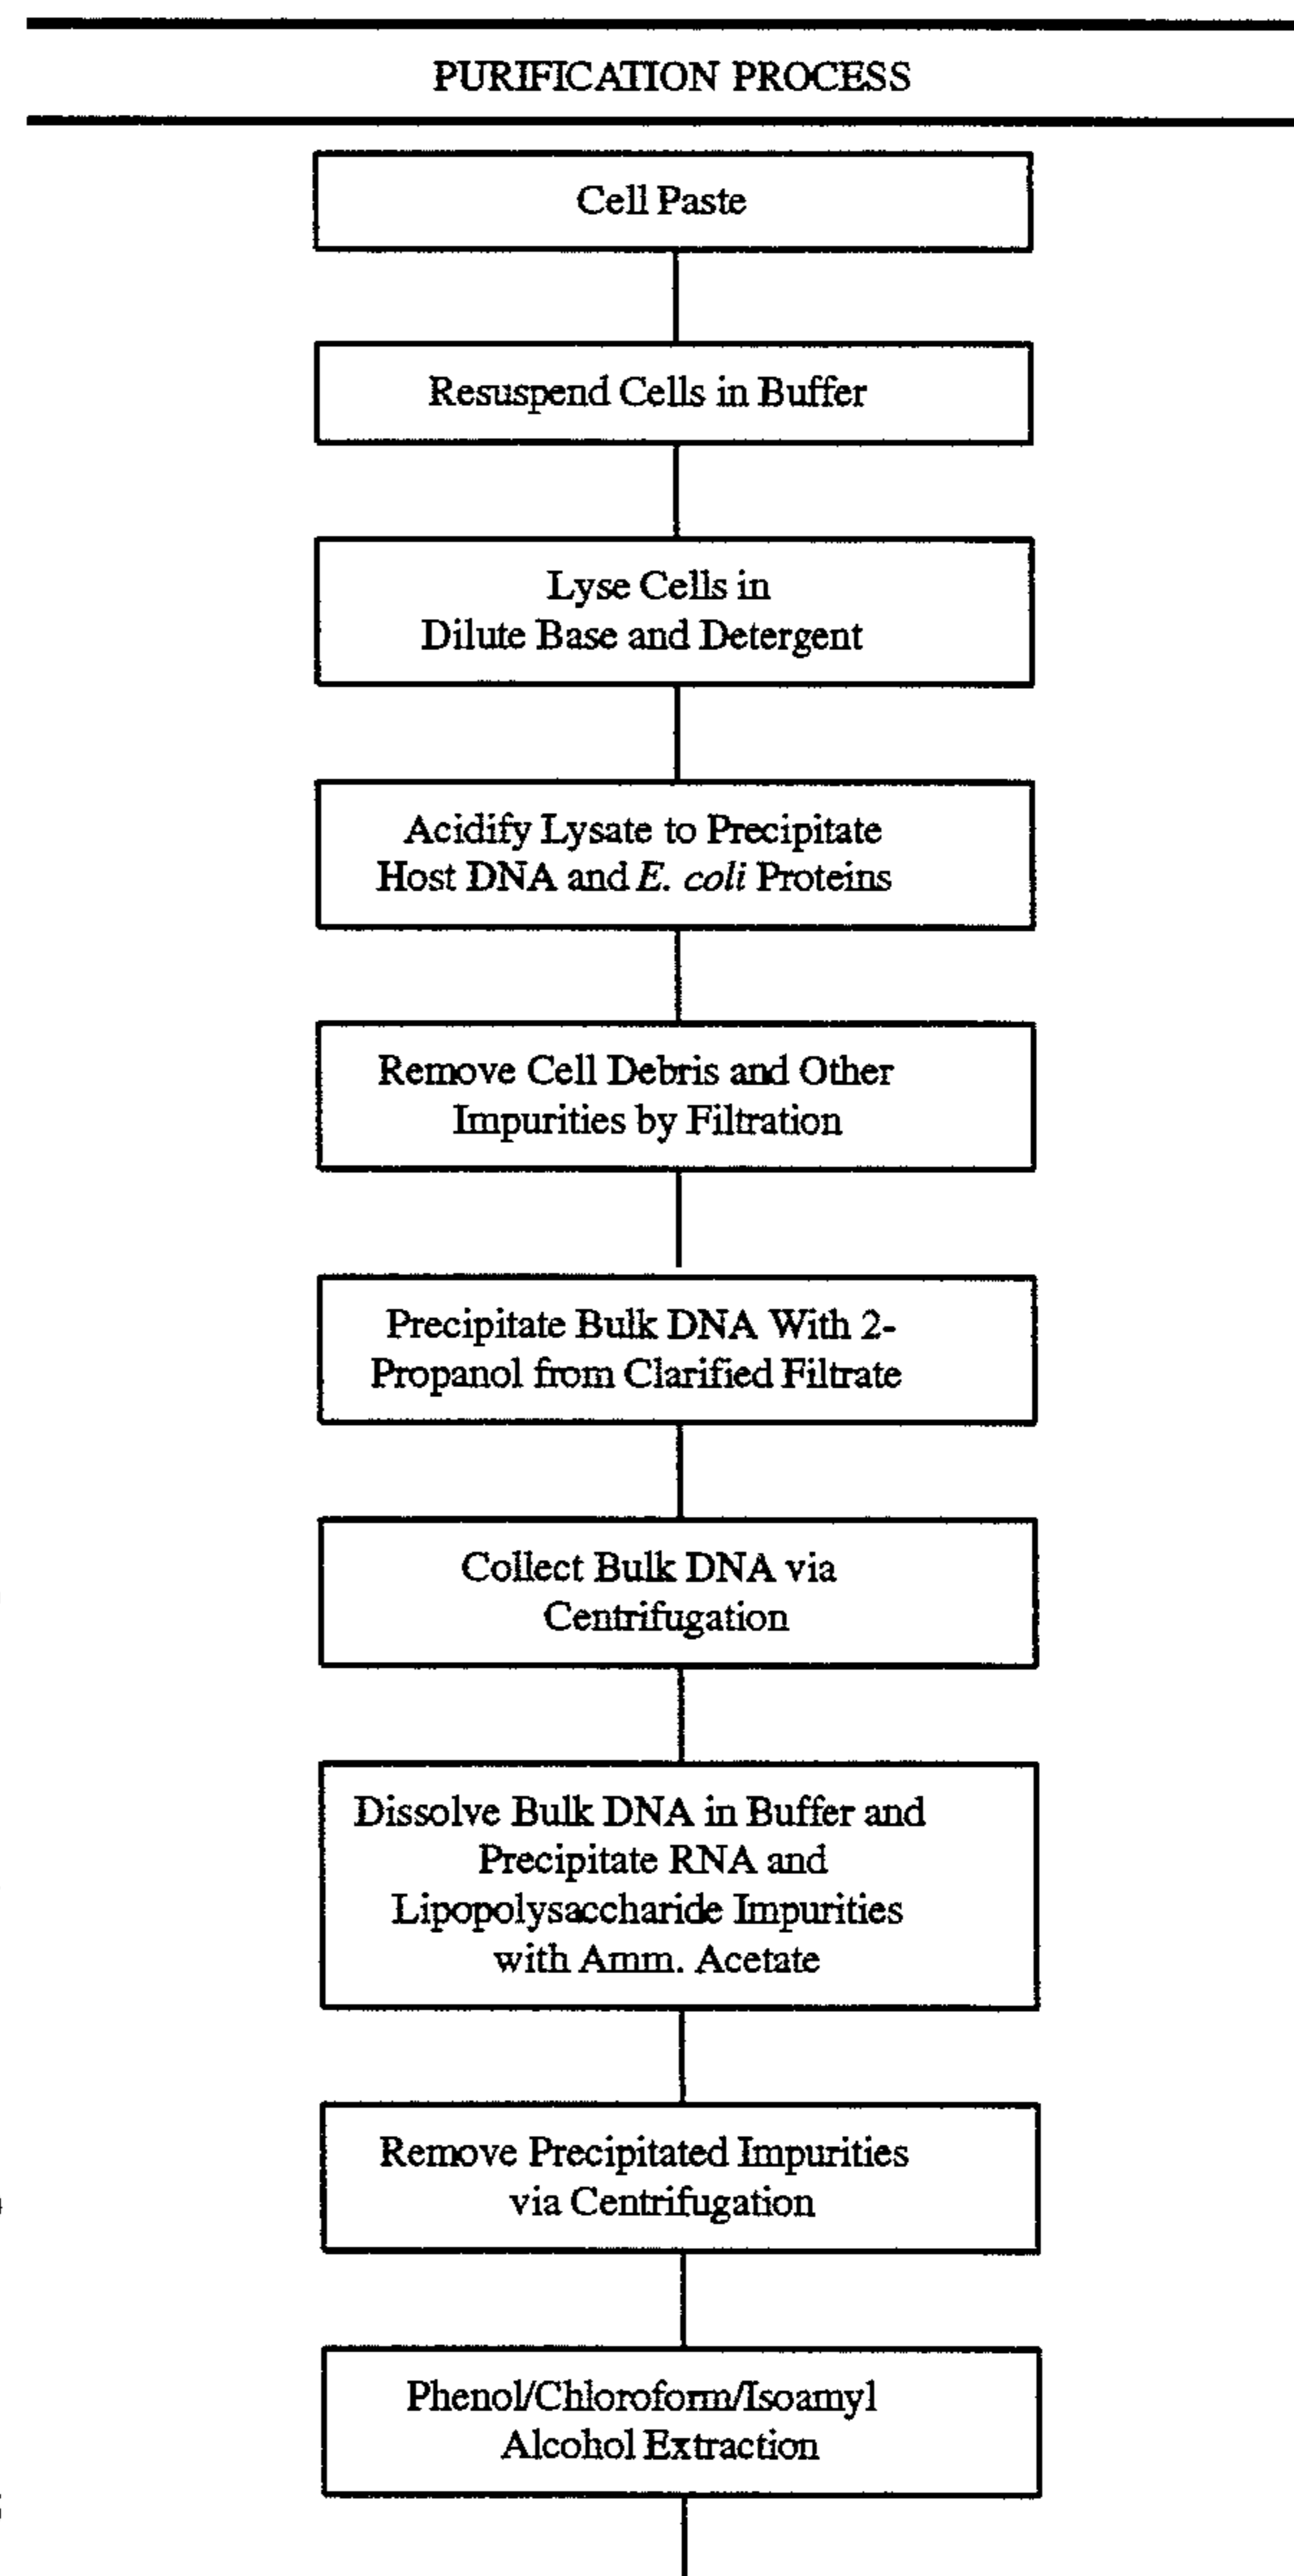 PURIFICATION PROCESS
Cell Paste
Resuspend Cells in Buffer
Lyse Cells in
Dilute Base and Detergent
Acidify Lysate to Precipitate
Host DNA and E. coli Proteins
Remove Cell Debris and Other
Impurities by Filtration
Precipitate Bulk DNA With 2-
Propanol from Clarified Filtrate
Collect Bulk DNA via
Centrifugation
Dissolve Bulk DNA in Buffer and
Precipitate RNA and
Lipopolysaccharide Impurities
with Amm. Acetate
Remove Precipitated Impurities
via Centrifugation
Phenol/Chloroform/Isoamyl
Alcohol Extraction